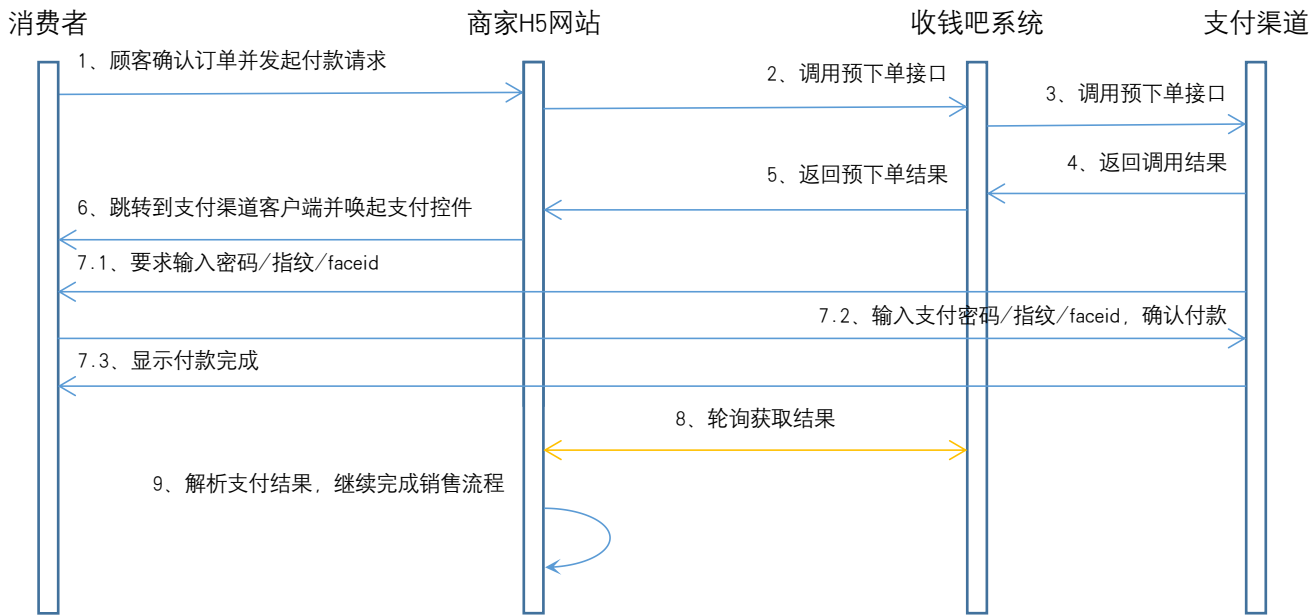 消费者
商家H5网站
收钱吧系统
支付渠道
1、顾客确认订单并发起付款请求
2、调用预下单接口
3、调用预下单接口
4、返回调用结果
5、返回预下单结果
6、跳转到支付渠道客户端并唤起支付控件
7.1、要求输入密码/指纹/faceid
7.2、输入支付密码/指纹/faceid，确认付款
7.3、显示付款完成
8、轮询获取结果
9、解析支付结果，继续完成销售流程